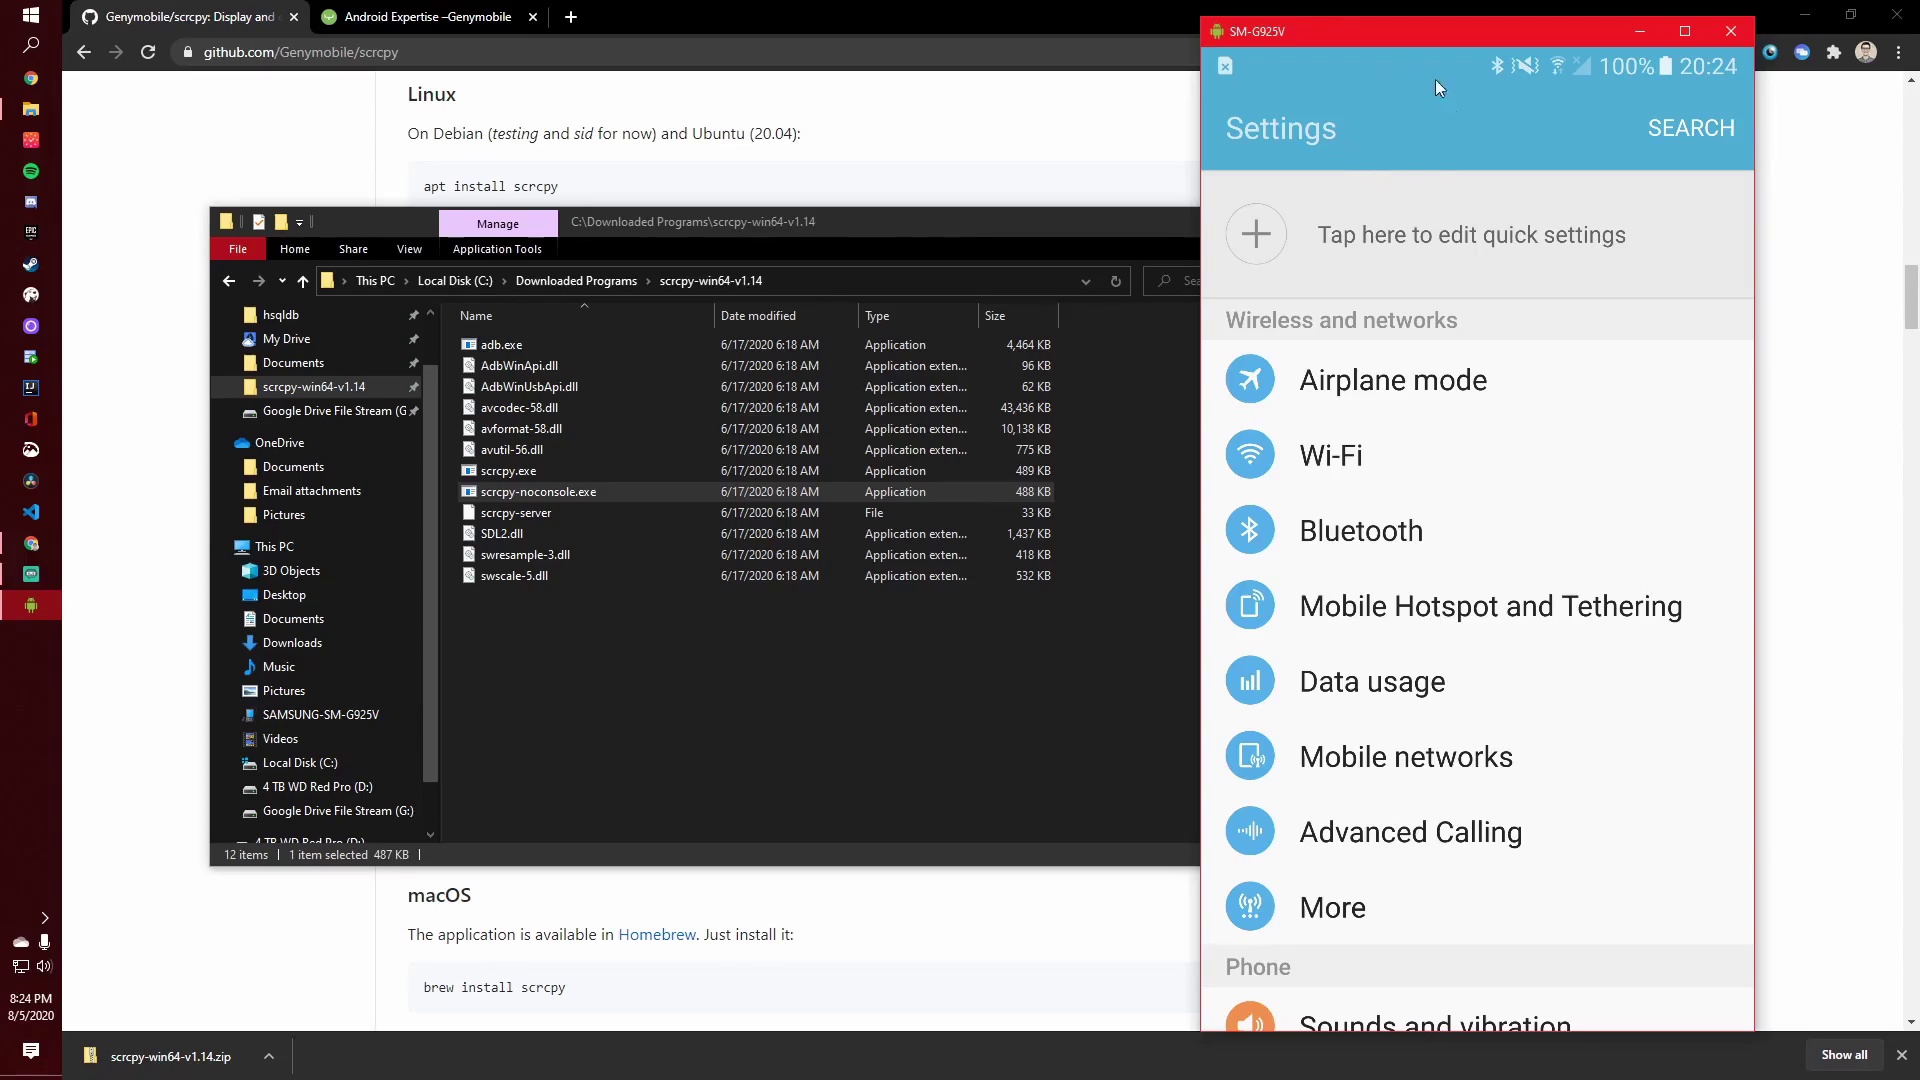 Genymobile/scrcpy: Display and
Android Expertise –Genymobile
github.com/Genymobile/scrcpy
Linux
On Debian (testing and sid for now) and Ubuntu (20.04):
apt install scrcpy
Manage
C:\Downloaded Programs\scrcpy-win64-v1.14
File
Home
Share
View
Application Tools
This PC
Local Disk (C:)
Downloaded Programs
scrcpy-win64-v1.14
Sea
hsqldb
My Drive
Documents
scrcpy-win64-v1.14
Google Drive File Stream (G
OneDrive
Documents
Email attachments
Pictures
This PC
3D Objects
Desktop
Documents
Downloads
Music
Pictures
SAMSUNG-SM-G925V
Videos
Local Disk (C:)
4 TB WD Red Pro (D:)
Google Drive File Stream (G:)
4 TB WD Red Pro (D:)
Name Date modified Type Size
adb.exe 6/17/2020 6:18 AM Application 4,464 KB
AdbWinApi.dll 6/17/2020 6:18 AM Application exten... 96 KB
AdbWinUsbApi.dll 6/17/2020 6:18 AM Application exten... 62 KB
avcodec-58.dll 6/17/2020 6:18 AM Application exten... 43,436 KB
avformat-58.dll 6/17/2020 6:18 AM Application exten... 10,138 KB
avutil-56.dll 6/17/2020 6:18 AM Application exten... 775 KB
scrcpy.exe 6/17/2020 6:18 AM Application 489 KB
scrcpy-noconsole.exe 6/17/2020 6:18 AM Application 488 KB
scrcpy-server 6/17/2020 6:18 AM File 33 KB
SDL2.dll 6/17/2020 6:18 AM Application exten... 1,437 KB
swresample-3.dll 6/17/2020 6:18 AM Application exten... 418 KB
swscale-5.dll 6/17/2020 6:18 AM Application exten... 532 KB
12 items
1 item selected 487 KB
macOS
The application is available in Homebrew. Just install it:
brew install scrcpy
SM-G925V
100% 20:24
Settings
SEARCH
Tap here to edit quick settings
Wireless and networks
Airplane mode
Wi-Fi
Bluetooth
Mobile Hotspot and Tethering
Data usage
Mobile networks
Advanced Calling
More
Phone
Sounds and vibration
EPIC
IJ
8:24 PM
8/5/2020
scrcpy-win64-v1.14.zip
Show all